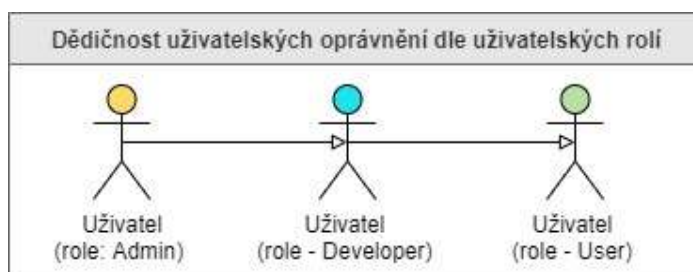 Dědičnost uživatelských oprávnění dle uživatelských rolí
Uživatel
(role: Admin)
Uživatel
(role - Developer)
Uživatel
(role - User)